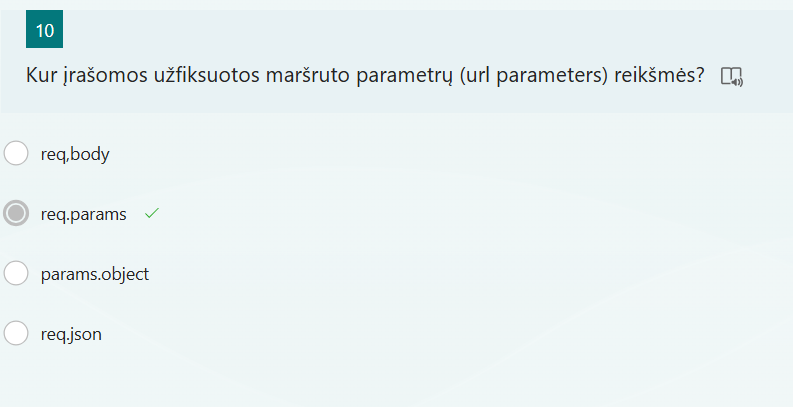 10
Kur įrašomos užfiksuotos maršruto parametrų (url parameters) reikšmės?
req,body
req.params
params.object
req.json